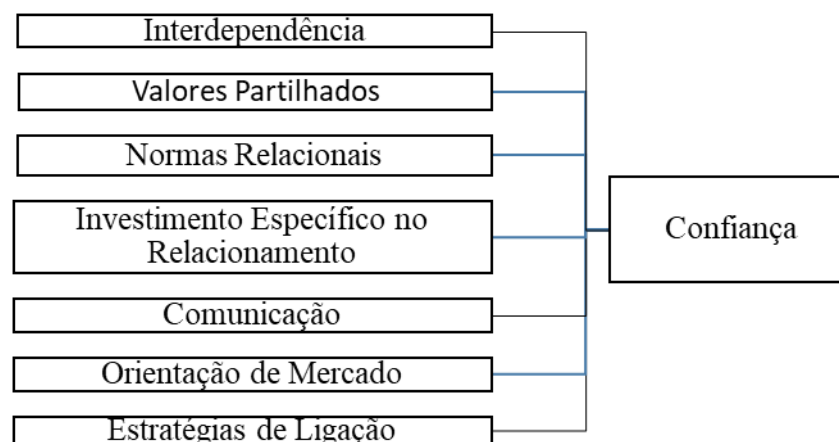 Interdependência
Valores Partilhados
Normas Relacionais
Investimento Específico no
Relacionamento
Confiança
Comunicação
Orientação de Mercado
Estratégias de Ligação